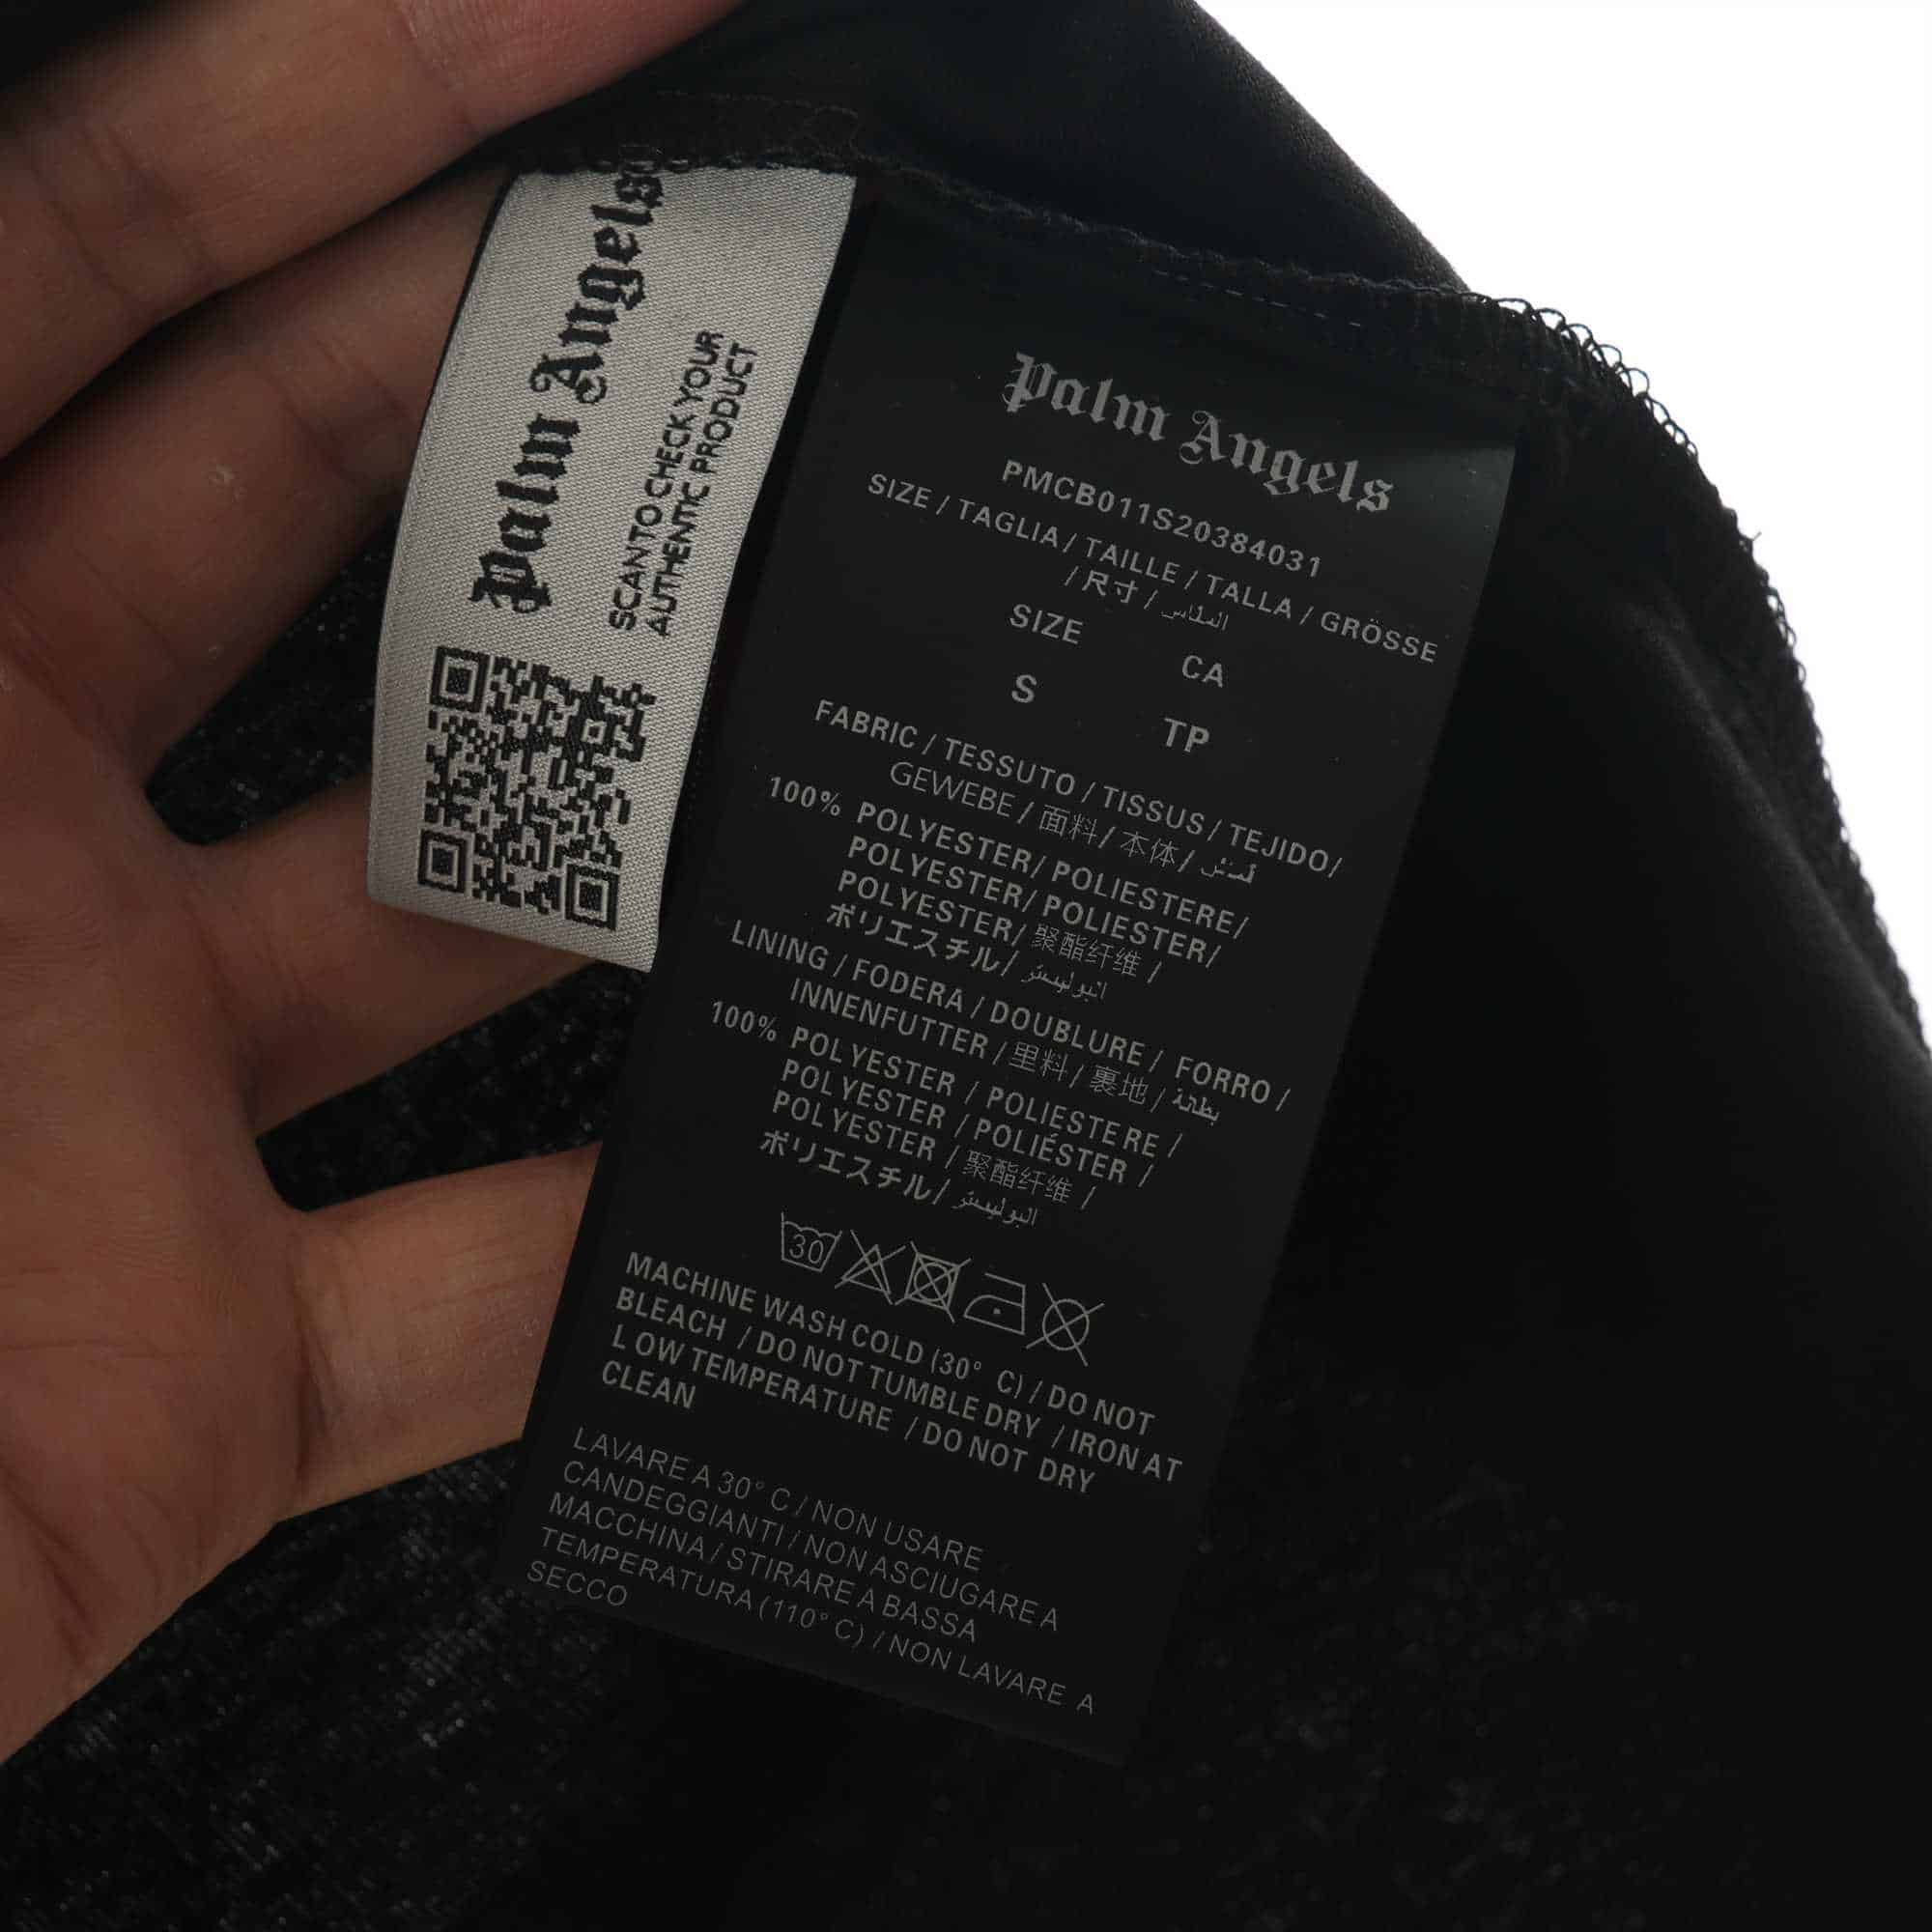 Palm Angels
SCAN TO CHECK YOUR
AUTHENTIC PRODUCT
Palm Angels
PMCB011S20384031
SIZE / TAGLIA / TAILLE / TALLA / GRÖSSE
/ 尺寸 /
SIZE CA
S TP
FABRIC / TESSUTO / TISSUS / TEJIDO/
GEWEBE / 面料/ 本体/
100% POLYESTER/ POLIESTERE/
POLYESTER/ POLIESTER/
POLYESTER/ 聚酯纤维 /
ポリエスチル/
LINING / FODERA / DOUBLURE / FORRO /
INNENFUTTER / 里料/ 裏地/ بطانة
100% POLYESTER / POLIESTERE /
POLYESTER / POLIÉSTER /
POLYESTER / 聚酯纤维 /
ポリエスチル/
30
MACHINE WASH COLD (30° C) / DO NOT
BLEACH / DO NOT TUMBLE DRY / IRON AT
LOW TEMPERATURE / DO NOT DRY
CLEAN
LAVARE A 30° C / NON USARE
CANDEGGIANTI / NON ASCIUGARE A
MACCHINA / STIRARE A BASSA
TEMPERATURA (110° C) / NON LAVARE A
SECCO